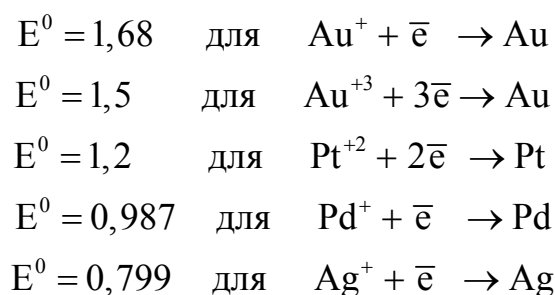 E⁰ = 1,68 для Au⁺ + e̅ → Au
E⁰ = 1,5 для Au⁺³ + 3e̅ → Au
E⁰ = 1,2 для Pt⁺² + 2e̅ → Pt
E⁰ = 0,987 для Pd⁺ + e̅ → Pd
E⁰ = 0,799 для Ag⁺ + e̅ → Ag